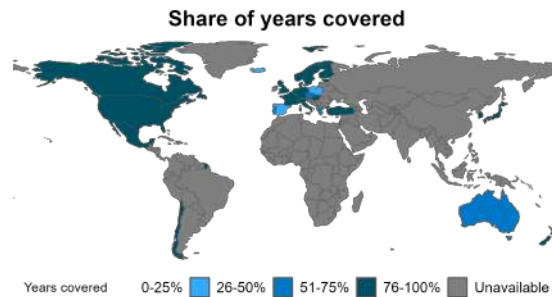 Share of years covered
Years covered 0-25% 26-50% 51-75% 76-100% Unavailable